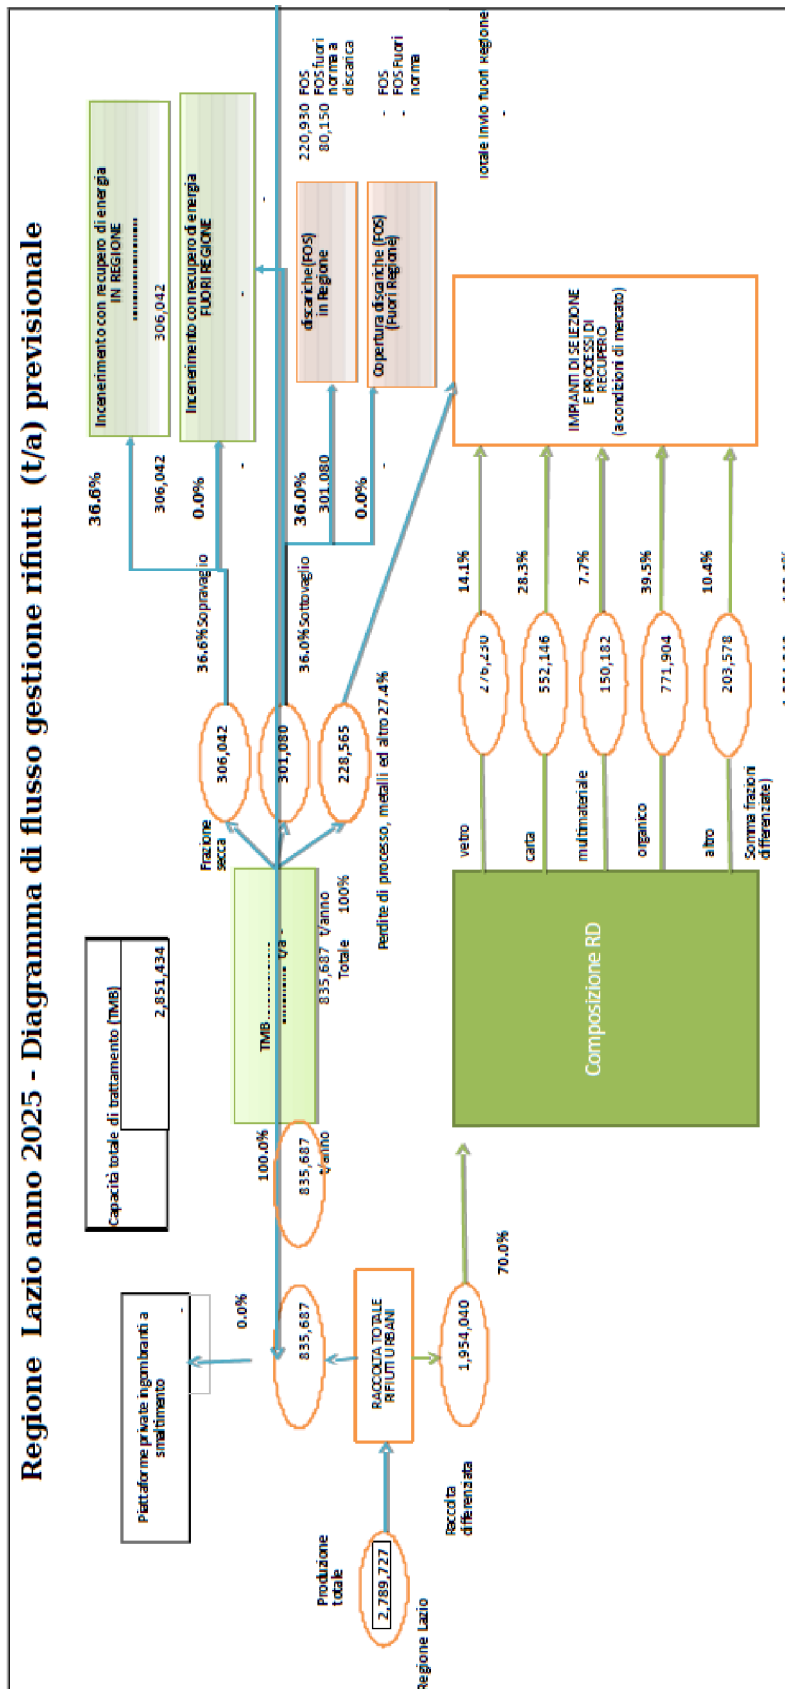 Regione Lazio anno 2025 - Diagramma di flusso gestione rifiuti (t/a) previsionale
Piattaforme private ingombranti a
smaltimento
-
0.0%
Capacità totale di trattamento (TMB)
2,851,434
Produzione
totale
2,789,727
Regione Lazio
RACCOLTA TOTALE
RIFIUTI URBANI
835,687
100.0%
835,687
t/anno
TMB
t/a -
835,687 t/anno
Totale 100%
Frazione
secca
306,042
301,080
228,565
Perdite di processo, metalli ed altro 27.4%
36.6% Sopravaglio
36.0% Sottovaglio
36.6%
306,042
0.0%
-
Incenerimento con recupero di energia
IN REGIONE
306,042
Incenerimento con recupero di energia
FUORI REGIONE
-
-
36.0%
301,080
0.0%
-
discariche (FOS)
in Regione
Copertura discariche (FOS)
(Fuori Regione)
220,930 FOS
80,150 FOS fuori
norma a
discarica
- FOS
- FOS Fuori
norma
Totale Invio fuori Regione
-
Raccolta
differenziata
1,954,040
70.0%
Composizione RD
vetro
276,230
14.1%
carta
552,146
28.3%
multimateriale
150,182
7.7%
organico
771,904
39.5%
altro
203,578
10.4%
Somma frazioni
differenziate)
IMPIANTI DI SELEZIONE
E PROCESSI DI
RECUPERO
(a condizioni di mercato)